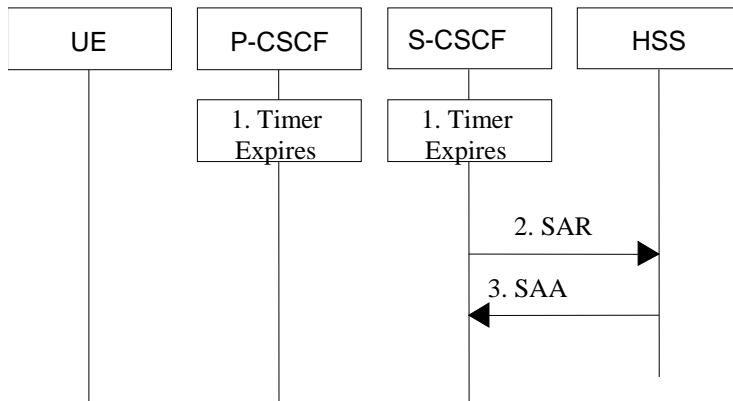 UE
P-CSCF
S-CSCF
HSS
1. Timer
Expires
1. Timer
Expires
2. SAR
3. SAA